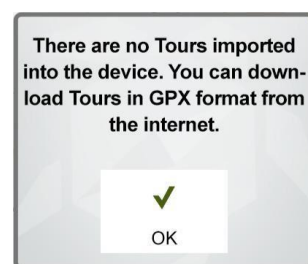 There are no Tours imported
into the device. You can down-
load Tours in GPX format from
the internet.
OK